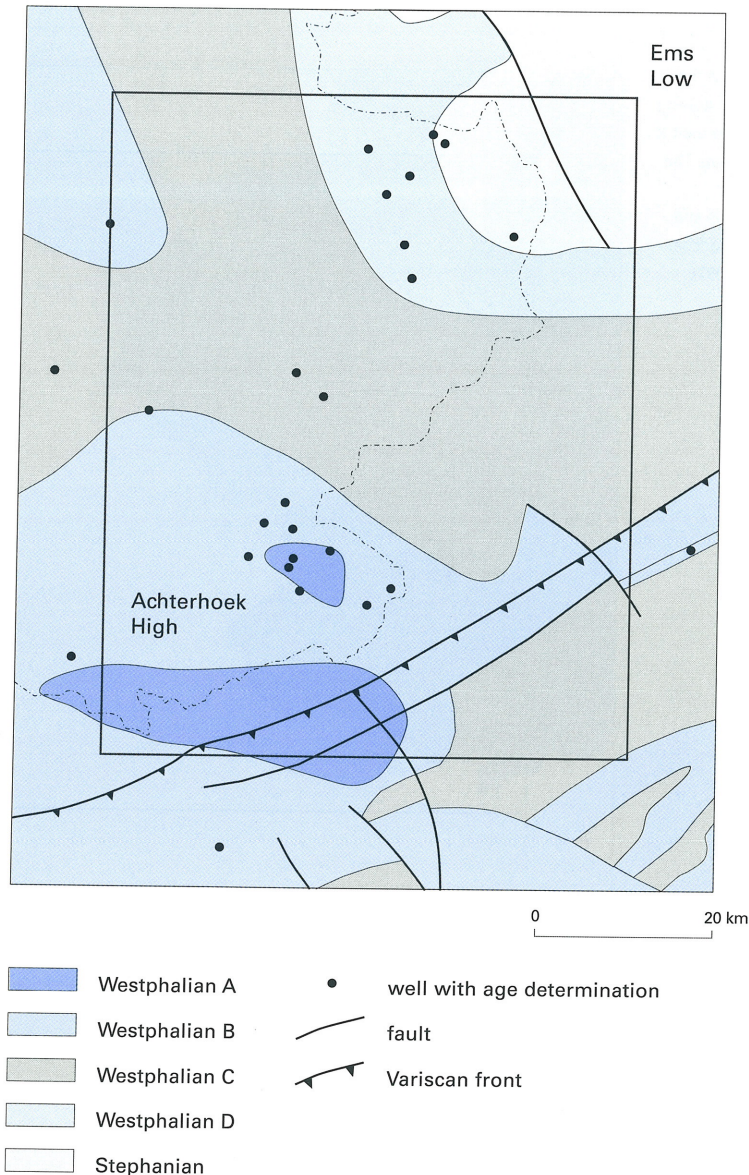 Ems
Low
Achterhoek
High
0
20 km
Westphalian A
Westphalian B
Westphalian C
Westphalian D
Stephanian
well with age determination
fault
Variscan front